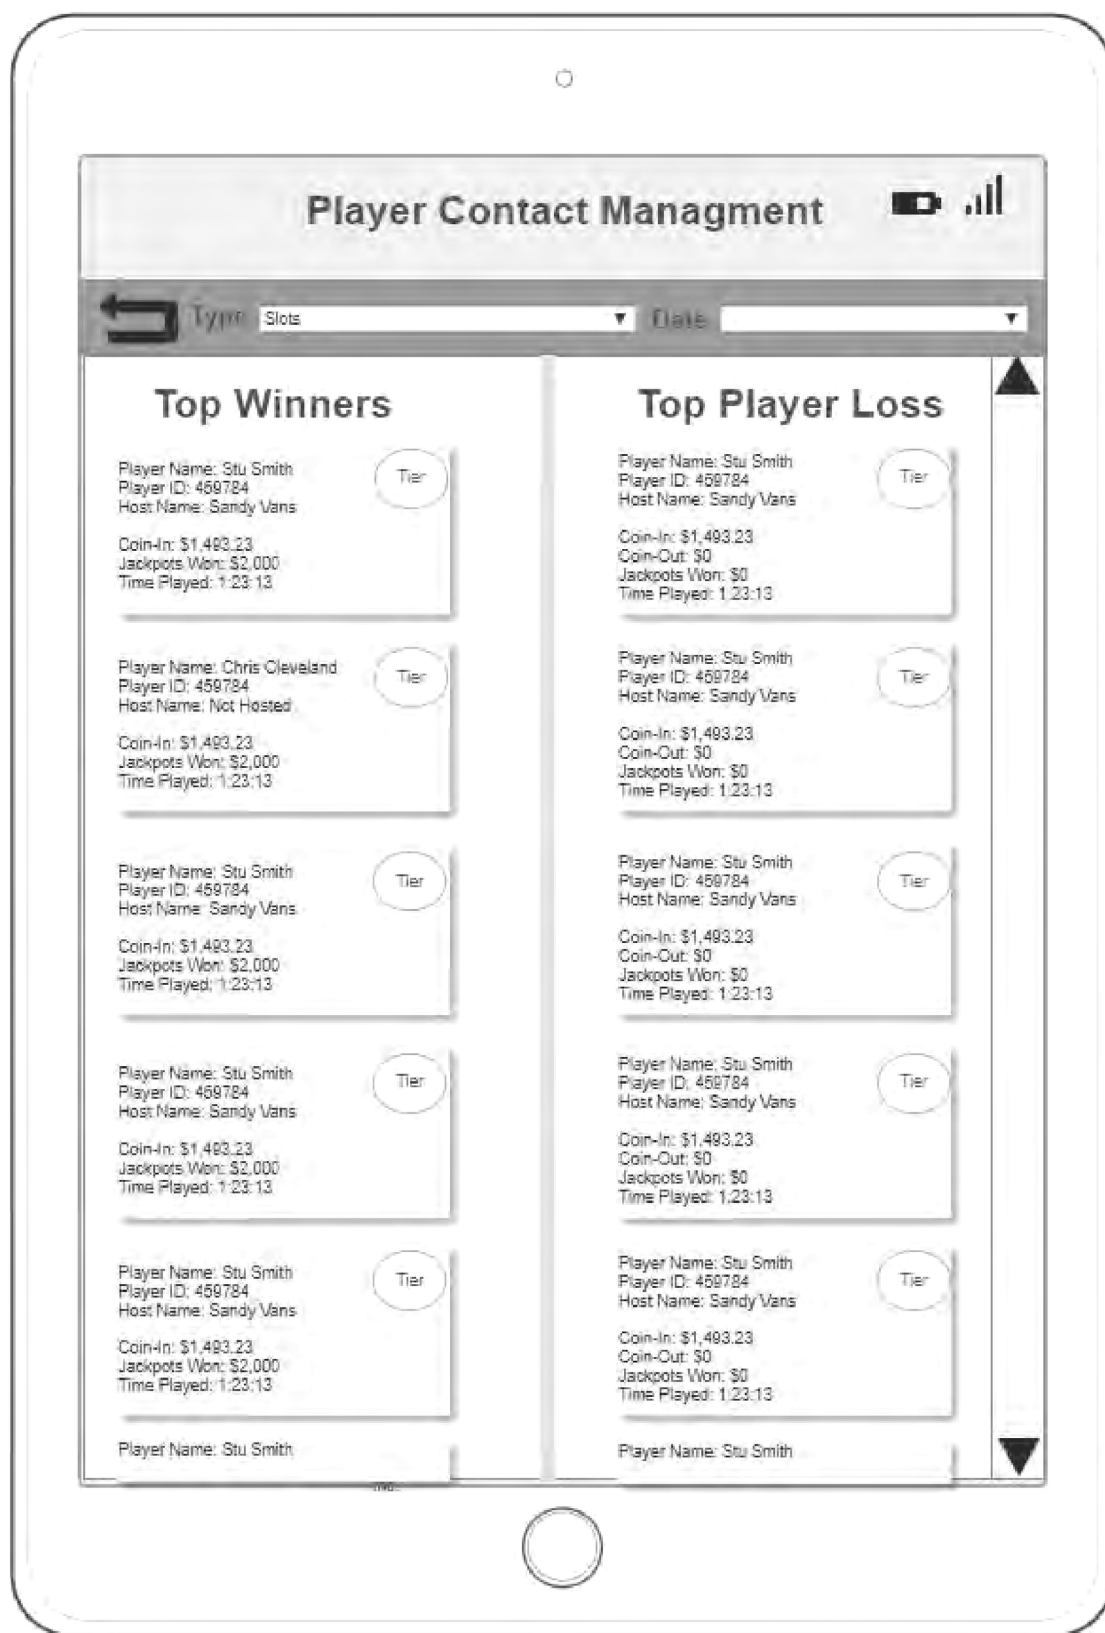 Player Contact Managment
Type Slots Date
Top Winners
Player Name: Stu Smith
Player ID: 459784
Host Name: Sandy Vans
Tier
Coin-In: $1,493.23
Jackpots Won: $2,000
Time Played: 1:23:13
Player Name: Chris Cleveland
Player ID: 459784
Host Name: Not Hosted
Tier
Coin-In: $1,493.23
Jackpots Won: $2,000
Time Played: 1:23:13
Player Name: Stu Smith
Player ID: 459784
Host Name: Sandy Vans
Tier
Coin-In: $1,493.23
Jackpots Won: $2,000
Time Played: 1:23:13
Player Name: Stu Smith
Player ID: 459784
Host Name: Sandy Vans
Tier
Coin-In: $1,493.23
Jackpots Won: $2,000
Time Played: 1:23:13
Player Name: Stu Smith
Player ID: 459784
Host Name: Sandy Vans
Tier
Coin-In: $1,493.23
Jackpots Won: $2,000
Time Played: 1:23:13
Player Name: Stu Smith
Top Player Loss
Player Name: Stu Smith
Player ID: 459784
Host Name: Sandy Vans
Tier
Coin-In: $1,493.23
Coin-Out: $0
Jackpots Won: $0
Time Played: 1:23:13
Player Name: Stu Smith
Player ID: 459784
Host Name: Sandy Vans
Tier
Coin-In: $1,493.23
Coin-Out: $0
Jackpots Won: $0
Time Played: 1:23:13
Player Name: Stu Smith
Player ID: 459784
Host Name: Sandy Vans
Tier
Coin-In: $1,493.23
Coin-Out: $0
Jackpots Won: $0
Time Played: 1:23:13
Player Name: Stu Smith
Player ID: 459784
Host Name: Sandy Vans
Tier
Coin-In: $1,493.23
Coin-Out: $0
Jackpots Won: $0
Time Played: 1:23:13
Player Name: Stu Smith
Player ID: 459784
Host Name: Sandy Vans
Tier
Coin-In: $1,493.23
Coin-Out: $0
Jackpots Won: $0
Time Played: 1:23:13
Player Name: Stu Smith